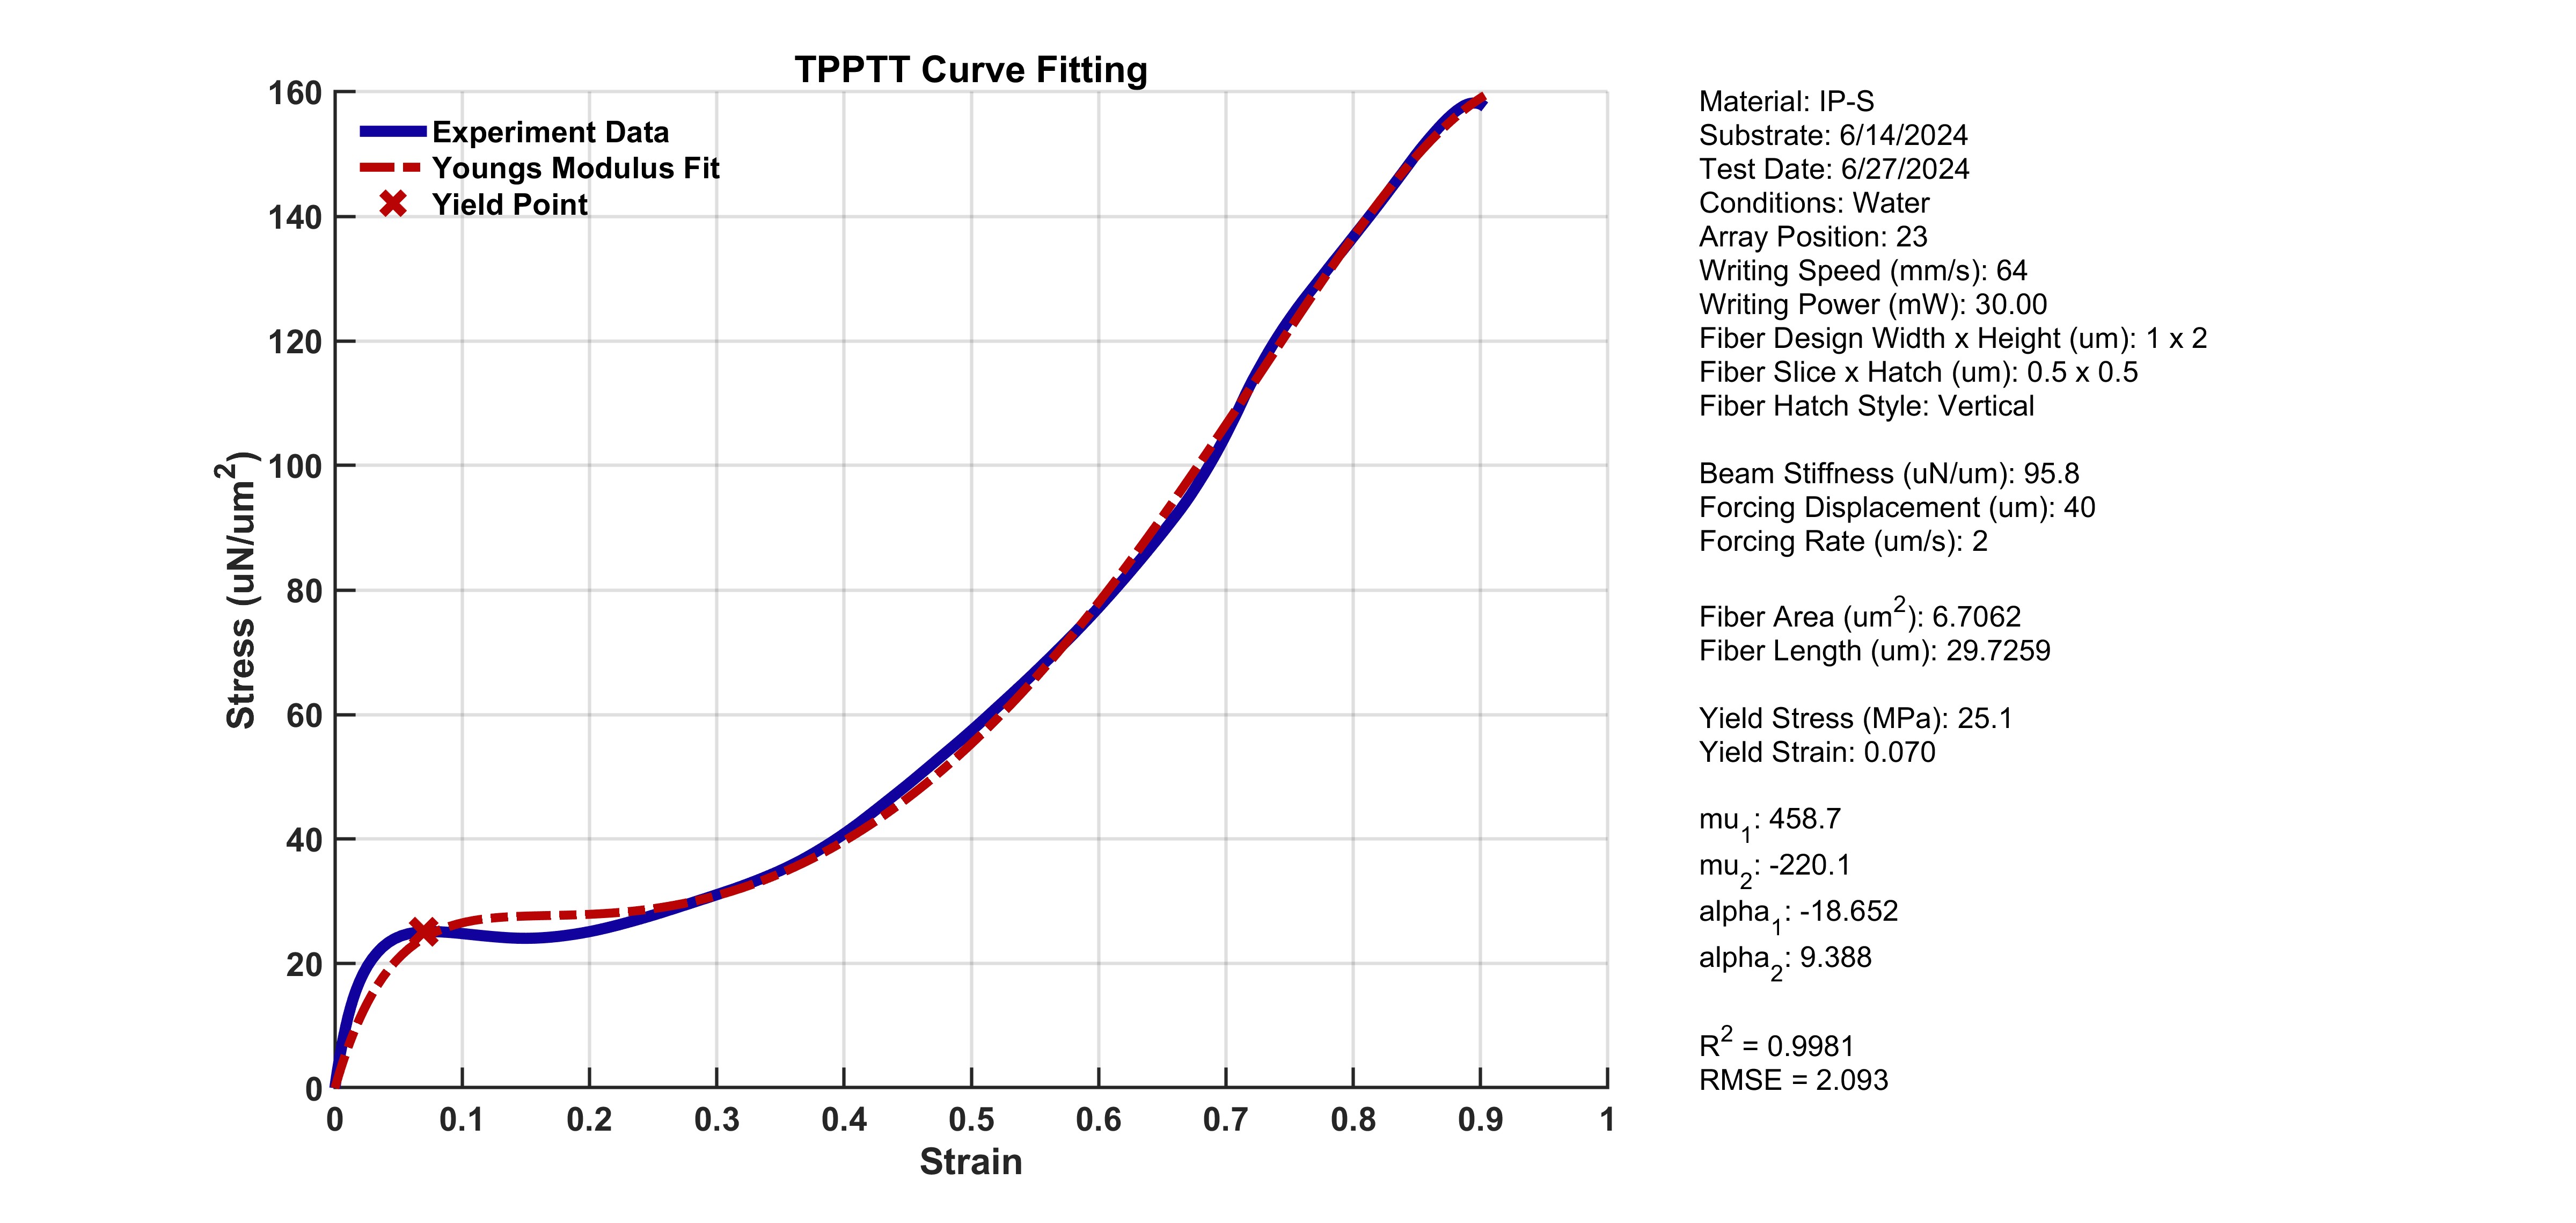 TPPTT Curve Fitting
160
140
120
100
80
60
40
20
0
Stress (uN/um²)
Experiment Data
Youngs Modulus Fit
Yield Point
0 0.1 0.2 0.3 0.4 0.5 0.6 0.7 0.8 0.9 1
Strain
Material: IP-S
Substrate: 6/14/2024
Test Date: 6/27/2024
Conditions: Water
Array Position: 23
Writing Speed (mm/s): 64
Writing Power (mW): 30.00
Fiber Design Width x Height (um): 1 x 2
Fiber Slice x Hatch (um): 0.5 x 0.5
Fiber Hatch Style: Vertical
Beam Stiffness (uN/um): 95.8
Forcing Displacement (um): 40
Forcing Rate (um/s): 2
Fiber Area (um²): 6.7062
Fiber Length (um): 29.7259
Yield Stress (MPa): 25.1
Yield Strain: 0.070
mu₁: 458.7
mu₂: -220.1
alpha₁: -18.652
alpha₂: 9.388
R² = 0.9981
RMSE = 2.093